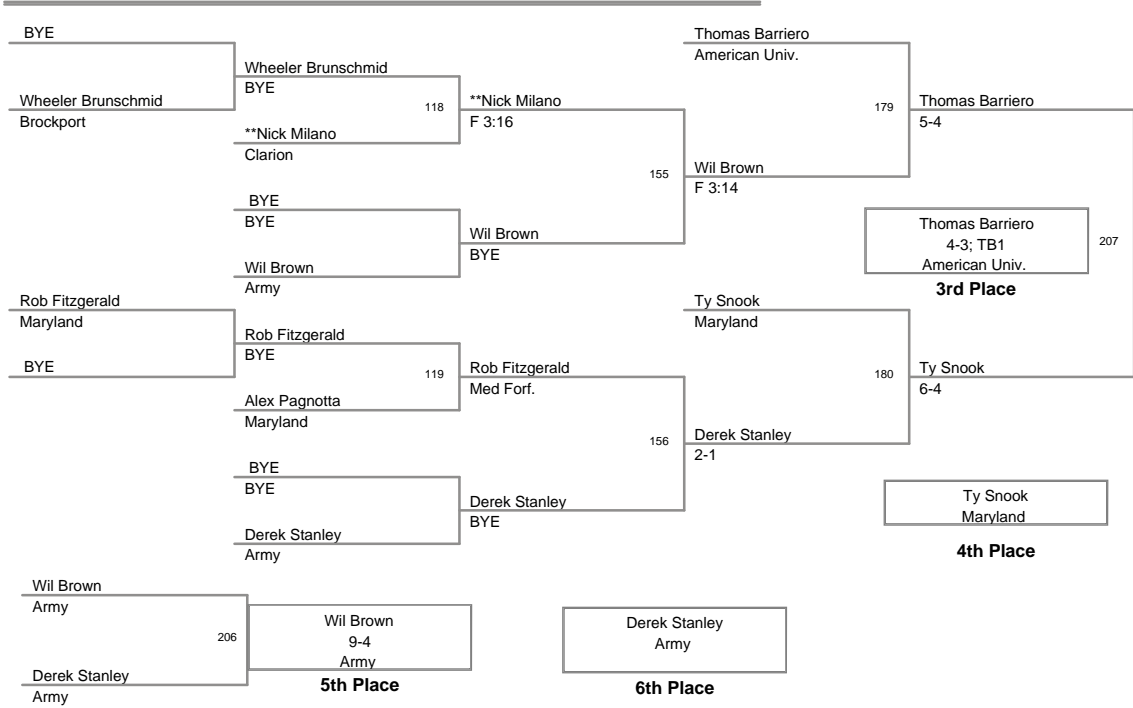 BYE
Wheeler Brunschmid
Brockport
Rob Fitzgerald
Maryland
BYE
Wheeler Brunschmid
BYE
118
**Nick Milano
Clarion
BYE
BYE
Wil Brown
Army
Rob Fitzgerald
BYE
119
Alex Pagnotta
Maryland
BYE
BYE
Derek Stanley
Army
**Nick Milano
F 3:16
155
Wil Brown
BYE
Rob Fitzgerald
Med Forf.
156
Derek Stanley
BYE
Thomas Barriero
American Univ.
179
Wil Brown
F 3:14
Ty Snook
Maryland
180
Derek Stanley
2-1
Thomas Barriero
5-4
Thomas Barriero
4-3; TB1
American Univ.
207
3rd Place
Ty Snook
6-4
Ty Snook
Maryland
4th Place
Wil Brown
Army
206
Derek Stanley
Army
Wil Brown
9-4
Army
5th Place
Derek Stanley
Army
6th Place